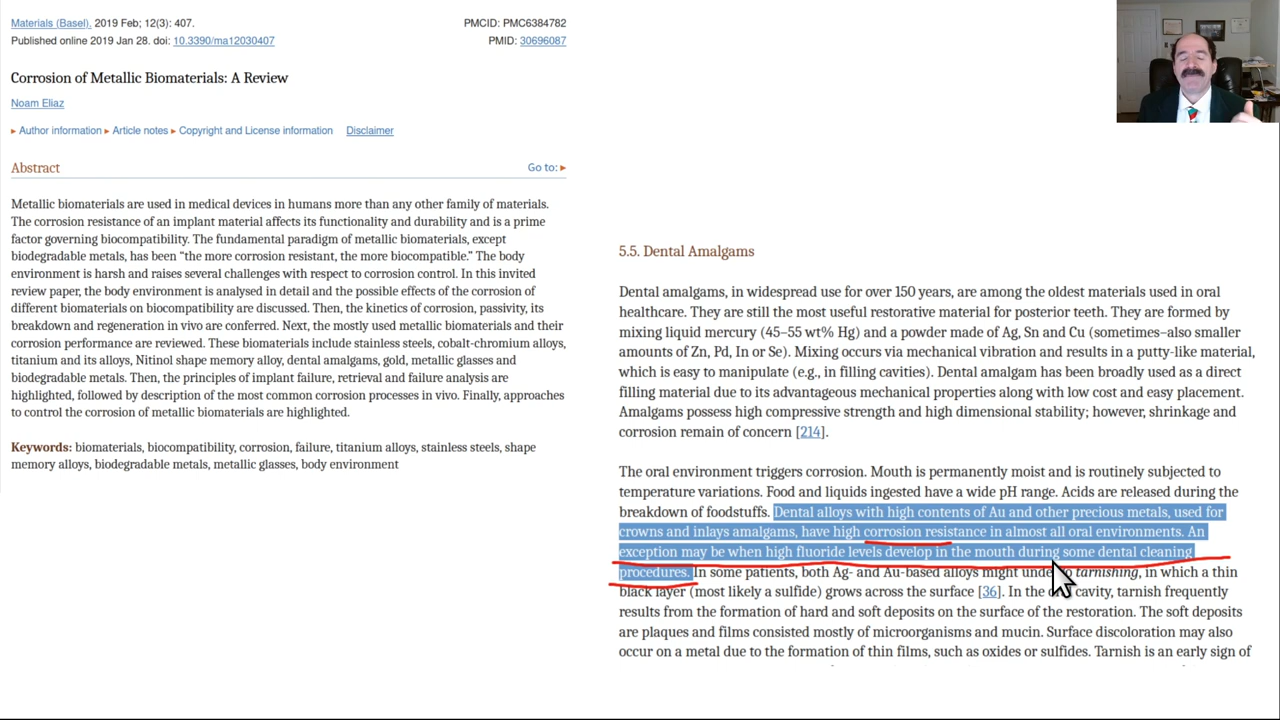 Materials (Basel). 2019 Feb; 12(3): 407.
Published online 2019 Jan 28. doi: 10.3390/ma12030407
PMCID: PMC6384782
PMID: 30696087
Corrosion of Metallic Biomaterials: A Review
Noam Eliaz
▸ Author information ▸ Article notes ▸ Copyright and License information Disclaimer
Abstract
Go to: ▸
Metallic biomaterials are used in medical devices in humans more than any other family of materials.
The corrosion resistance of an implant material affects its functionality and durability and is a prime
factor governing biocompatibility. The fundamental paradigm of metallic biomaterials, except
biodegradable metals, has been “the more corrosion resistant, the more biocompatible.” The body
environment is harsh and raises several challenges with respect to corrosion control. In this invited
review paper, the body environment is analysed in detail and the possible effects of the corrosion of
different biomaterials on biocompatibility are discussed. Then, the kinetics of corrosion, passivity, its
breakdown and regeneration in vivo are conferred. Next, the mostly used metallic biomaterials and their
corrosion performance are reviewed. These biomaterials include stainless steels, cobalt-chromium alloys,
titanium and its alloys, Nitinol shape memory alloy, dental amalgams, gold, metallic glasses and
biodegradable metals. Then, the principles of implant failure, retrieval and failure analysis are
highlighted, followed by description of the most common corrosion processes in vivo. Finally, approaches
to control the corrosion of metallic biomaterials are highlighted.
Keywords: biomaterials, biocompatibility, corrosion, failure, titanium alloys, stainless steels, shape
memory alloys, biodegradable metals, metallic glasses, body environment
5.5. Dental Amalgams
Dental amalgams, in widespread use for over 150 years, are among the oldest materials used in oral
healthcare. They are still the most useful restorative material for posterior teeth. They are formed by
mixing liquid mercury (45–55 wt% Hg) and a powder made of Ag, Sn and Cu (sometimes–also smaller
amounts of Zn, Pd, In or Se). Mixing occurs via mechanical vibration and results in a putty-like material,
which is easy to manipulate (e.g., in filling cavities). Dental amalgam has been broadly used as a direct
filling material due to its advantageous mechanical properties along with low cost and easy placement.
Amalgams possess high compressive strength and high dimensional stability; however, shrinkage and
corrosion remain of concern [214].
The oral environment triggers corrosion. Mouth is permanently moist and is routinely subjected to
temperature variations. Food and liquids ingested have a wide pH range. Acids are released during the
breakdown of foodstuffs. Dental alloys with high contents of Au and other precious metals, used for
crowns and inlays amalgams, have high corrosion resistance in almost all oral environments. An
exception may be when high fluoride levels develop in the mouth during some dental cleaning
procedures. In some patients, both Ag- and Au-based alloys might tarnishing, in which a thin
black layer (most likely a sulfide) grows across the surface [36]. In the cavity, tarnish frequently
results from the formation of hard and soft deposits on the surface of the restoration. The soft deposits
are plaques and films consisted mostly of microorganisms and mucin. Surface discoloration may also
occur on a metal due to the formation of thin films, such as oxides or sulfides. Tarnish is an early sign of